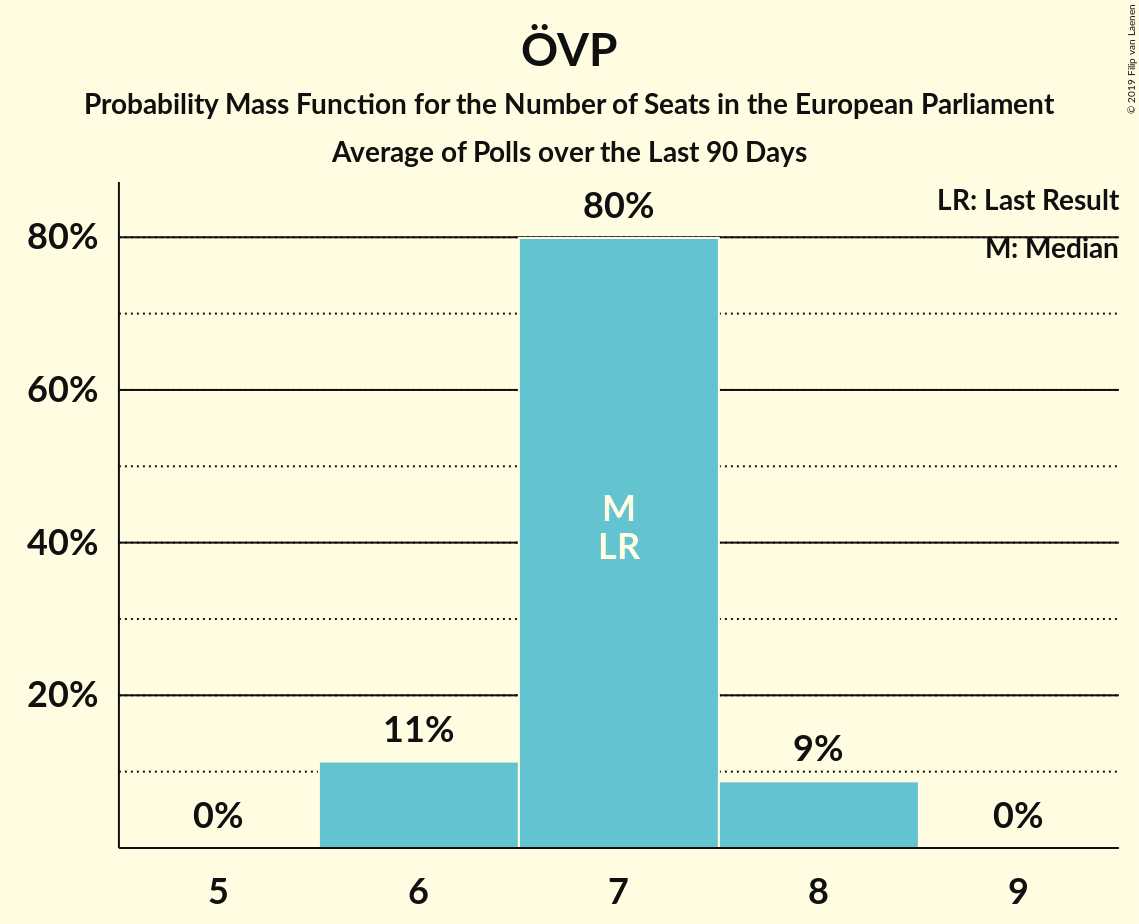 ÖVP
Probability Mass Function for the Number of Seats in the European Parliament
Average of Polls over the Last 90 Days
© 2019 Filip van Laenen
LR: Last Result
M: Median
80%
60%
40%
20%
0%
11%
80%
M
LR
9%
0%
5
6
7
8
9